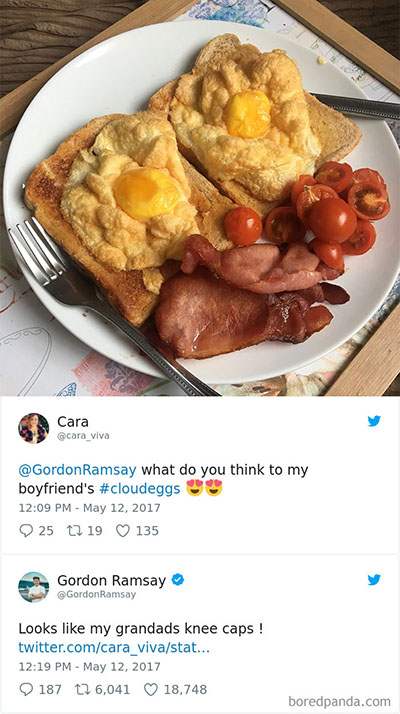 boredpanda.com
Cara
@cara_viva
@GordonRamsay what do you think to my
boyfriend's #cloudeggs 😍😍
12:09 PM - May 12, 2017
25 19 135
Gordon Ramsay
@GordonRamsay
Looks like my grandads knee caps !
twitter.com/cara_viva/stat...
12:19 PM - May 12, 2017
187 6,041 18,748
boredpanda.com